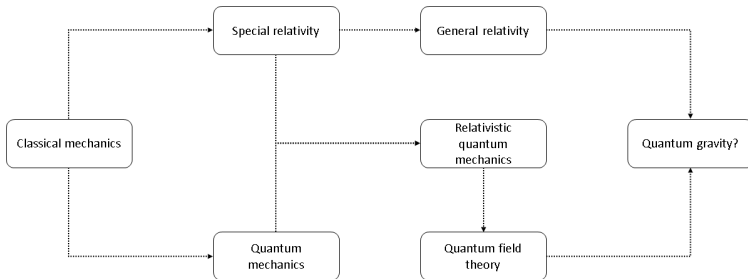 Special relativity
General relativity
Classical mechanics
Relativistic
quantum
mechanics
Quantum gravity?
Quantum
mechanics
Quantum field
theory